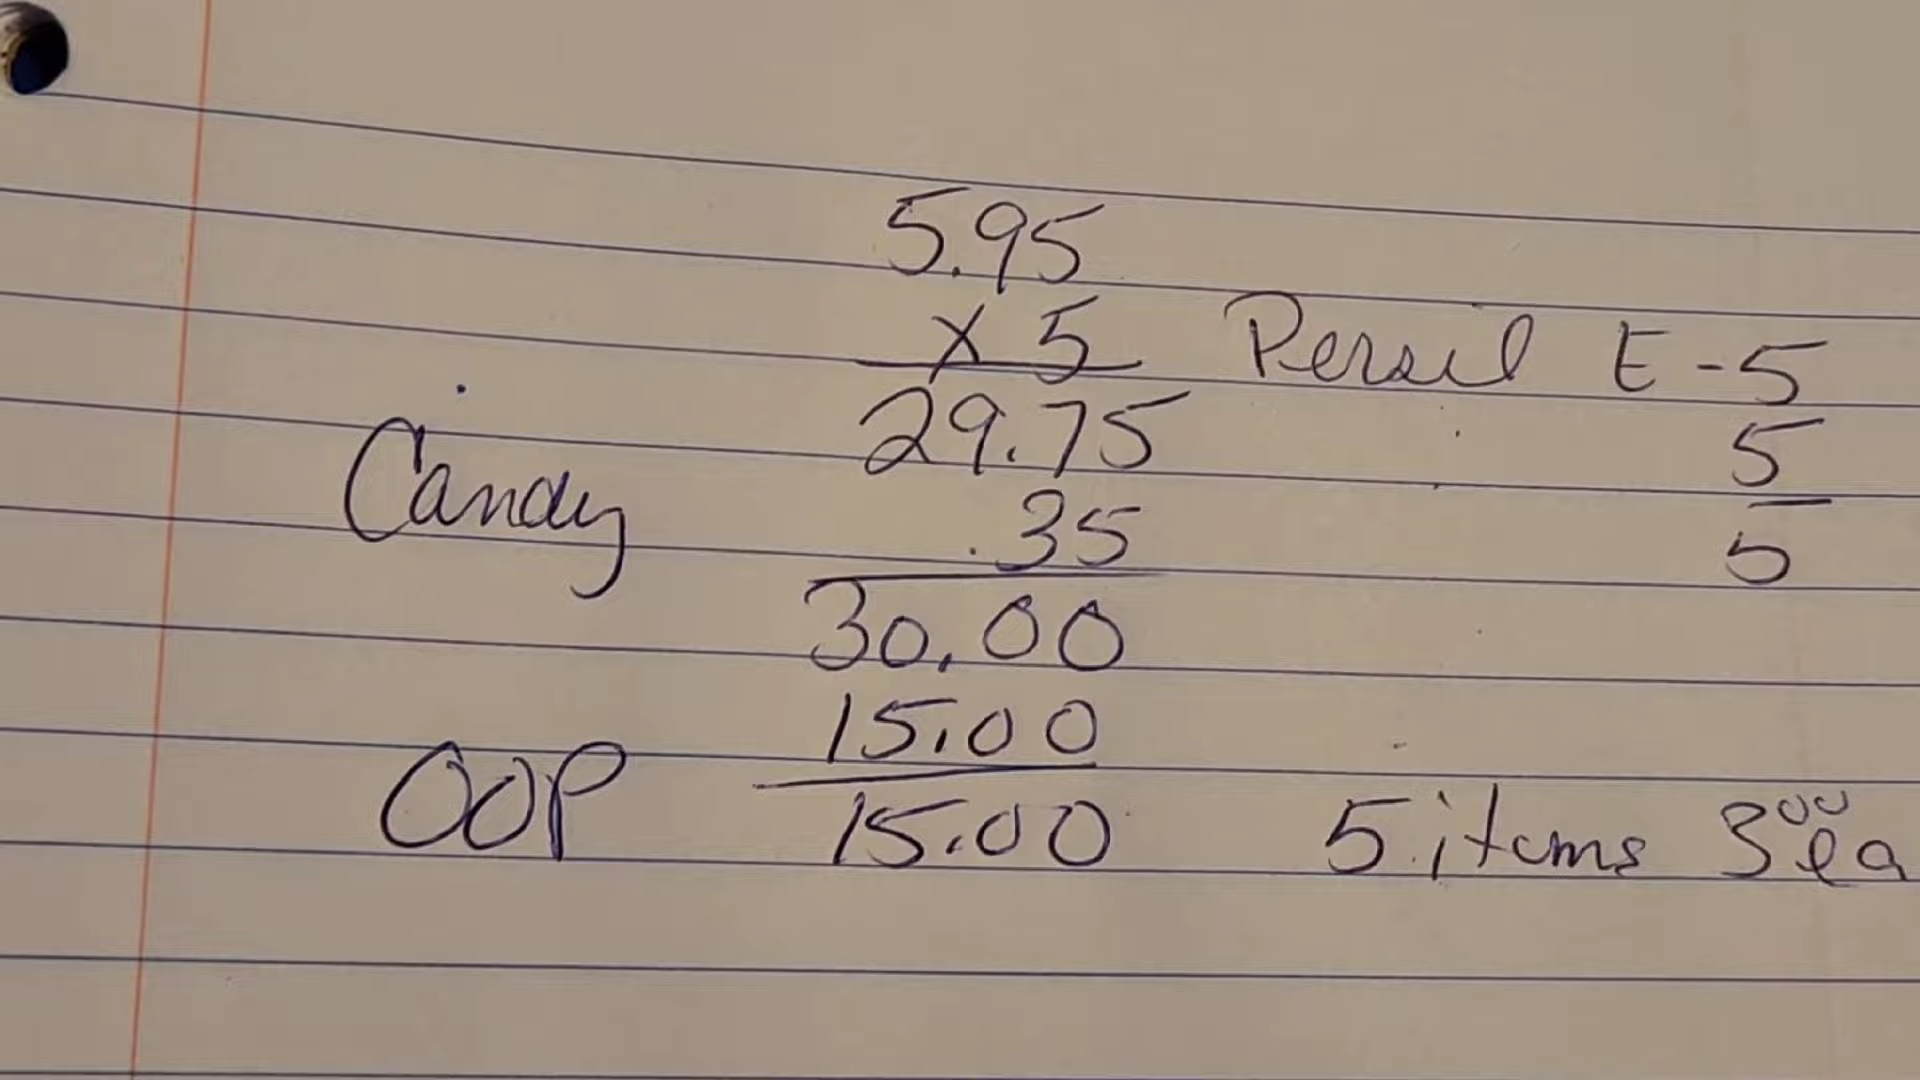 5.95
x 5 Persil E-5
29.75 5
Candy .35 5
30.00
15.00
OOP 15.00 5 items 3⁰⁰ ea